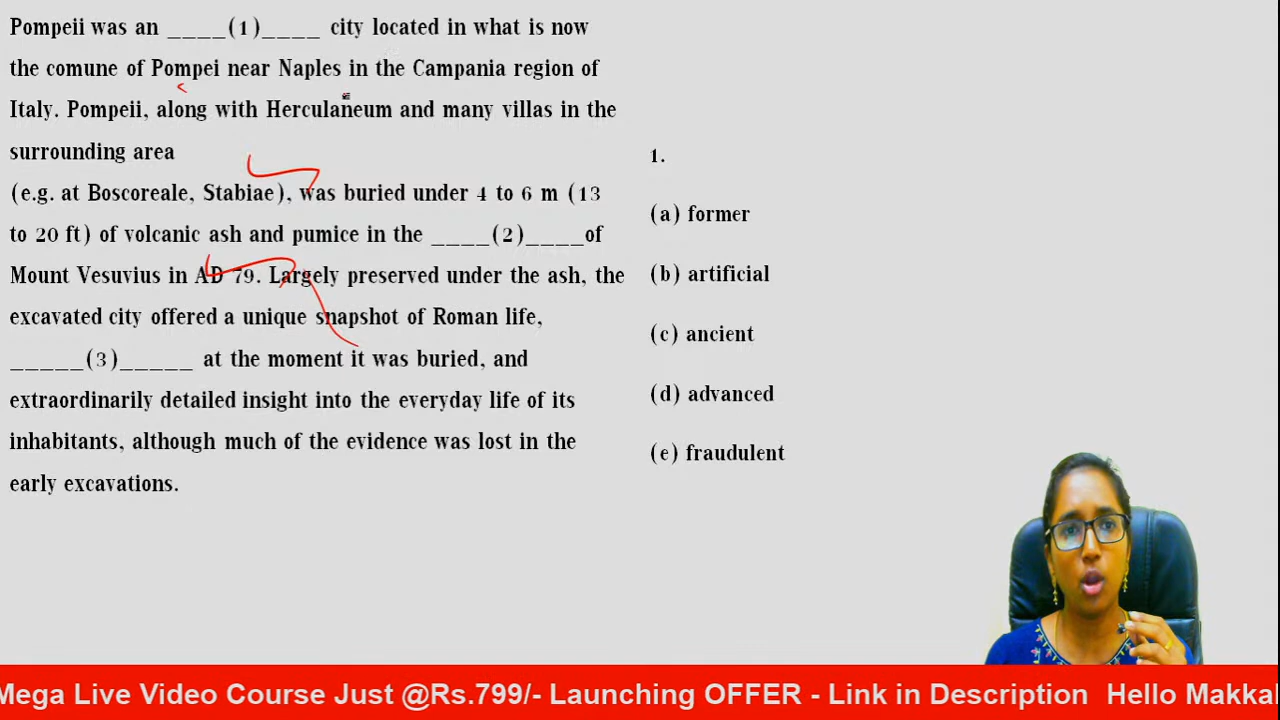 Pompeii was an ____(1)____ city located in what is now
the comune of Pompei near Naples in the Campania region of
Italy. Pompeii, along with Herculaneum and many villas in the
surrounding area
(e.g. at Boscoreale, Stabiae), was buried under 4 to 6 m (13
to 20 ft) of volcanic ash and pumice in the ____(2)____of
Mount Vesuvius in AD 79. Largely preserved under the ash, the
excavated city offered a unique snapshot of Roman life,
_____(3)_____ at the moment it was buried, and
extraordinarily detailed insight into the everyday life of its
inhabitants, although much of the evidence was lost in the
early excavations.
1.
(a) former
(b) artificial
(c) ancient
(d) advanced
(e) fraudulent
Mega Live Video Course Just @Rs.799/- Launching OFFER - Link in Description Hello Makkal